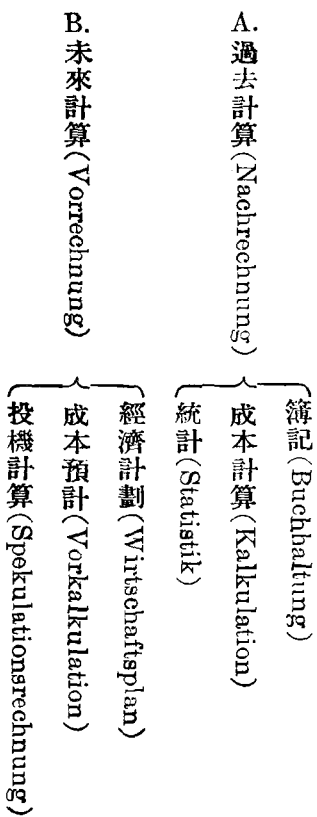 A. 過去計算(Nachrechnung)
簿記(Buchhaltung)
成本計算(Kalkulation)
統計(Statistik)
B. 未來計算(Vorrechnung)
經濟計劃(Wirtschaftsplan)
成本預計(Vorkalkulation)
投機計算(Spekulationsrechnung)